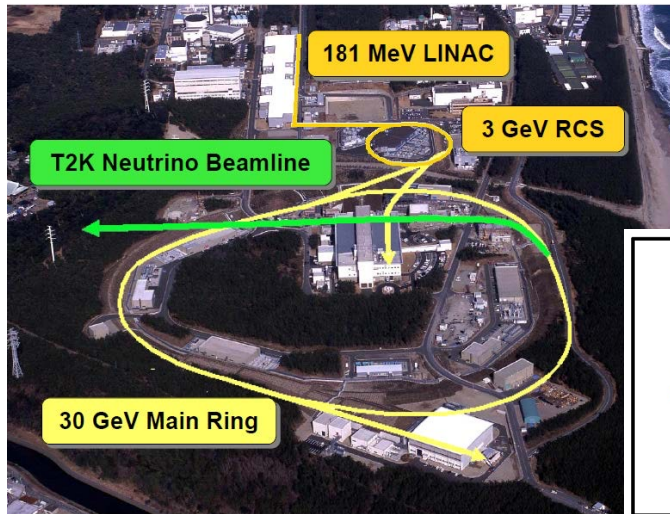 181 MeV LINAC
3 GeV RCS
T2K Neutrino Beamline
30 GeV Main Ring